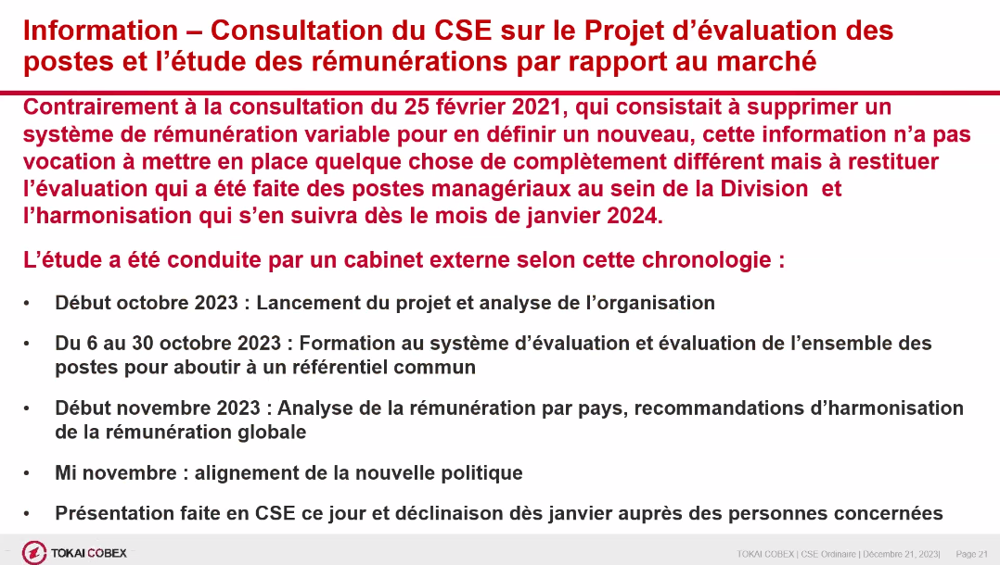 Information – Consultation du CSE sur le Projet d’évaluation des
postes et l’étude des rémunérations par rapport au marché
Contrairement à la consultation du 25 février 2021, qui consistait à supprimer un
système de rémunération variable pour en définir un nouveau, cette information n’a pas
vocation à mettre en place quelque chose de complètement différent mais à restituer
l’évaluation qui a été faite des postes managériaux au sein de la Division et
l’harmonisation qui s’en suivra dès le mois de janvier 2024.
L’étude a été conduite par un cabinet externe selon cette chronologie :
• Début octobre 2023 : Lancement du projet et analyse de l’organisation
• Du 6 au 30 octobre 2023 : Formation au système d’évaluation et évaluation de l’ensemble des
postes pour aboutir à un référentiel commun
• Début novembre 2023 : Analyse de la rémunération par pays, recommandations d’harmonisation
de la rémunération globale
• Mi novembre : alignement de la nouvelle politique
• Présentation faite en CSE ce jour et déclinaison dès janvier auprès des personnes concernées
TOKAI COBEX
TOKAI COBEX | CSE Ordinaire | Décembre 21, 2023| Page 21